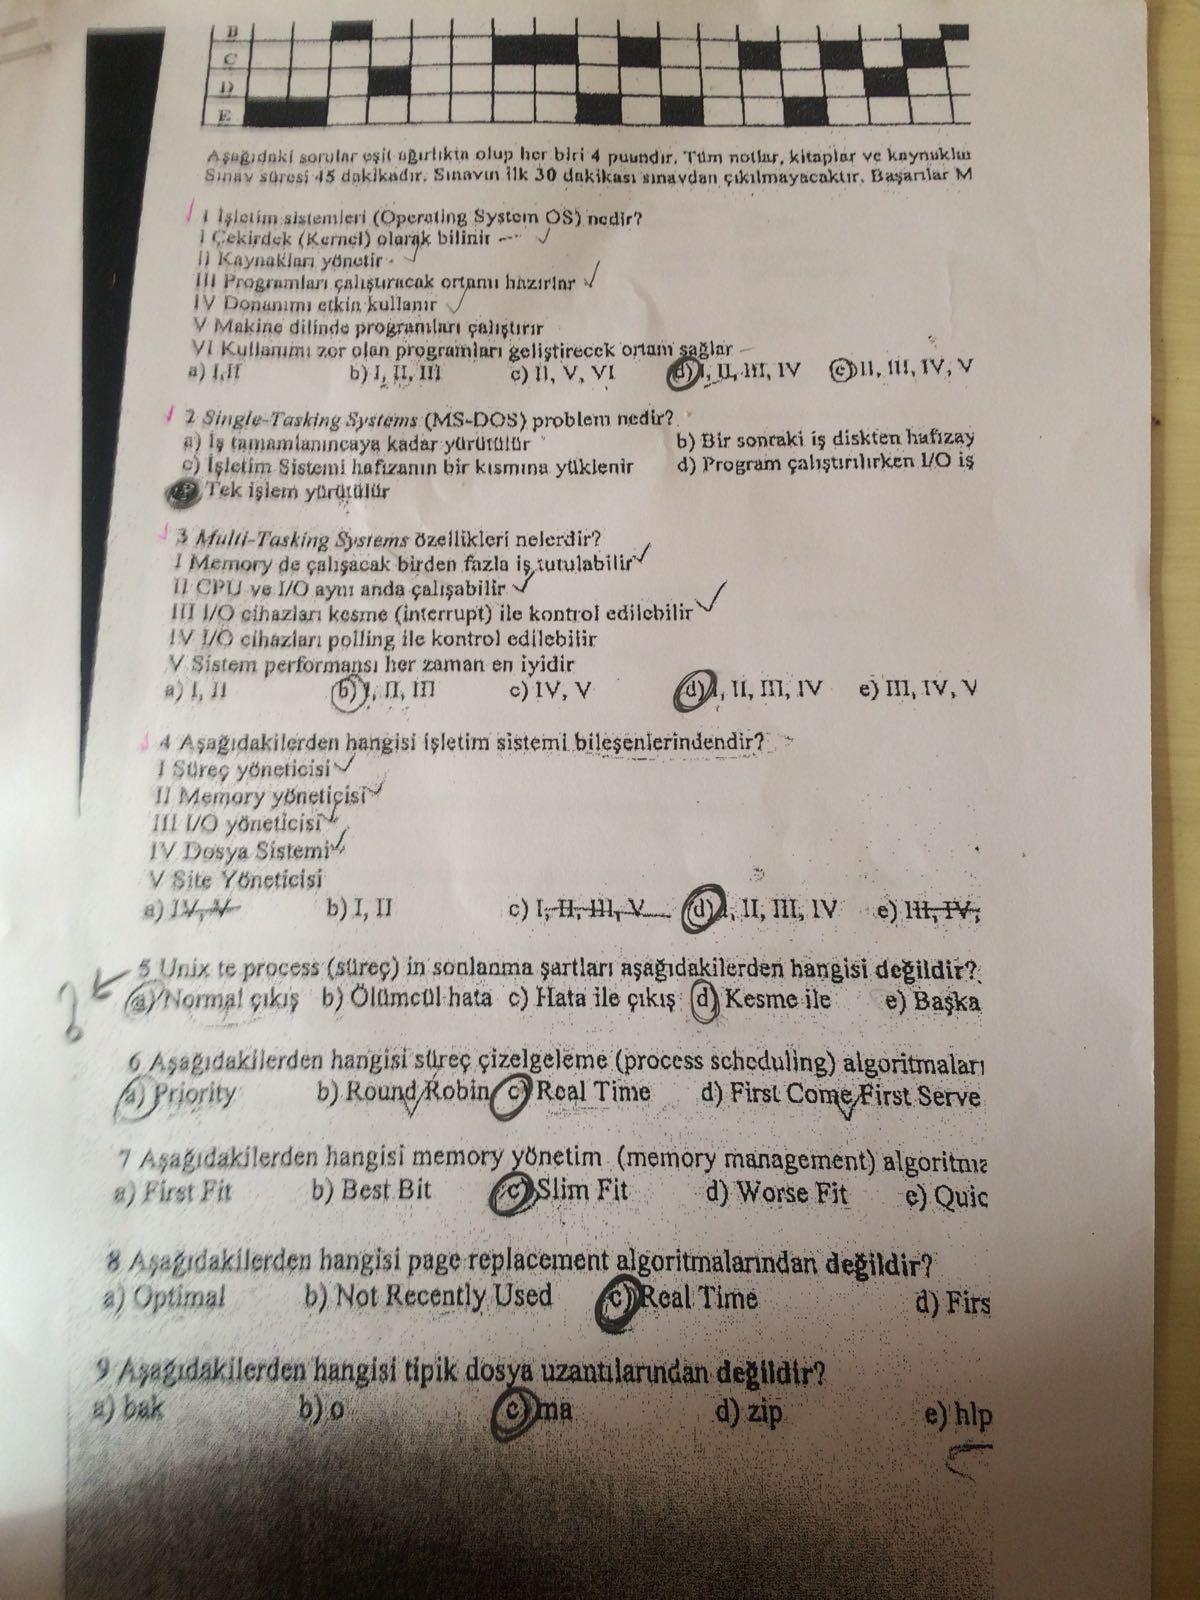 B
C
D
E
Aşağıdaki sorular eşit ağırlıkta olup her biri 4 puandır. Tüm notlar, kitaplar ve kaynaklar
Sınav süresi 45 dakikadır. Sınavın ilk 30 dakikası sınavdan çıkılmayacaktır. Başarılar M
1 İşletim sistemleri (Operating System OS) nedir?
I Çekirdek (Kernel) olarak bilinir
II Kaynakları yönetir
III Programları çalıştıracak ortamı hazırlar
IV Donanımı etkin kullanır
V Makine dilinde programları çalıştırır
VI Kullanımı zor olan programları geliştirecek ortam sağlar
a) I,II b) I, II, III c) II, V, VI d) I, II, III, IV e) II, III, IV, V
2 Single-Tasking Systems (MS-DOS) problem nedir?
a) İş tamamlanıncaya kadar yürütülür b) Bir sonraki iş diskten hafızay
c) İşletim Sistemi hafızanın bir kısmına yüklenir d) Program çalıştırılırken I/O iş
Tek işlem yürütülür
3 Multi-Tasking Systems özellikleri nelerdir?
I Memory de çalışacak birden fazla iş tutulabilir
II CPU ve I/O aynı anda çalışabilir
III I/O cihazları kesme (interrupt) ile kontrol edilebilir
IV I/O cihazları polling ile kontrol edilebilir
V Sistem performansı her zaman en iyidir
a) I, II b) I, II, III c) IV, V d) I, II, III, IV e) III, IV, V
4 Aşağıdakilerden hangisi işletim sistemi bileşenlerindendir?
I Süreç yöneticisi
II Memory yöneticisi
III I/O yöneticisi
IV Dosya Sistemi
V Site Yöneticisi
a) IV, V b) I, II c) I, II, III, V d) I, II, III, IV e) III, IV,
5 Unix te process (süreç) in sonlanma şartları aşağıdakilerden hangisi değildir?
? a) Normal çıkış b) Ölümcül hata c) Hata ile çıkış d) Kesme ile e) Başka
6 Aşağıdakilerden hangisi süreç çizelgeleme (process scheduling) algoritmaları
a) Priority b) Round Robin c) Real Time d) First Come First Serve
7 Aşağıdakilerden hangisi memory yönetim (memory management) algoritma
a) First Fit b) Best Bit c) Slim Fit d) Worse Fit e) Quic
8 Aşağıdakilerden hangisi page replacement algoritmalarından değildir?
a) Optimal b) Not Recently Used c) Real Time d) Firs
9 Aşağıdakilerden hangisi tipik dosya uzantılarından değildir?
a) bak b) o c) ma d) zip e) hlp